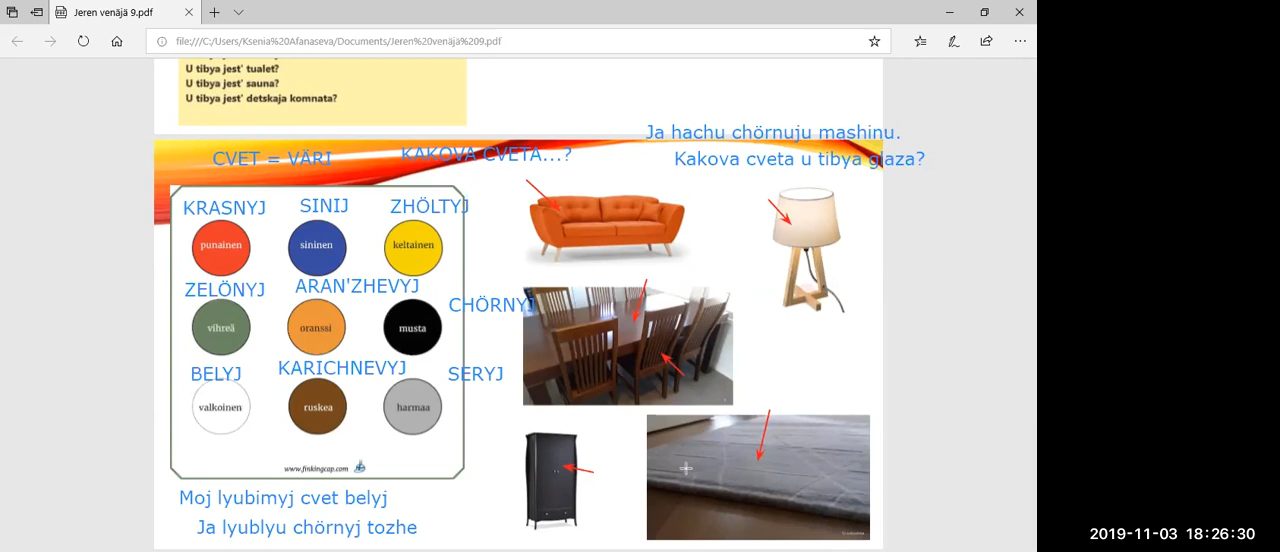 Jeren venäjä 9.pdf
file:///C:/Users/Ksenia%20Afanaseva/Documents/Jeren%20venäjä%209.pdf
U tibya jest' tualet?
U tibya jest' sauna?
U tibya jest' detskaja komnata?
Ja hachu chörnuju mashinu.
CVET = VÄRI
KAKOVA CVETA...?
Kakova cveta u tibya glaza?
KRASNYJ
SINIJ
ZHÖLTYJ
punainen
sininen
keltainen
ZELÖNYJ
ARAN'ZHEVYJ
CHÖRNYJ
vihreä
oranssi
musta
BELYJ
KARICHNEVYJ
SERYJ
valkoinen
ruskea
harmaa
www.finkingcap.com
Moj lyubimyj cvet belyj
Ja lyublyu chörnyj tozhe
2019-11-03 18:26:30